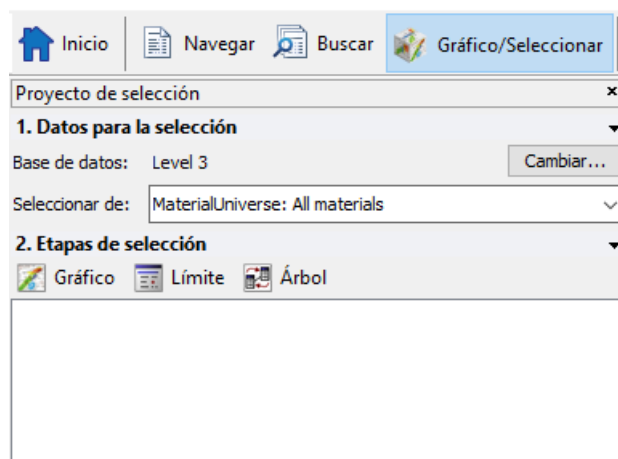 Inicio Navegar Buscar Gráfico/Seleccionar
Proyecto de selección
1. Datos para la selección
Base de datos: Level 3 Cambiar...
Seleccionar de: MaterialUniverse: All materials
2. Etapas de selección
Gráfico Límite Árbol